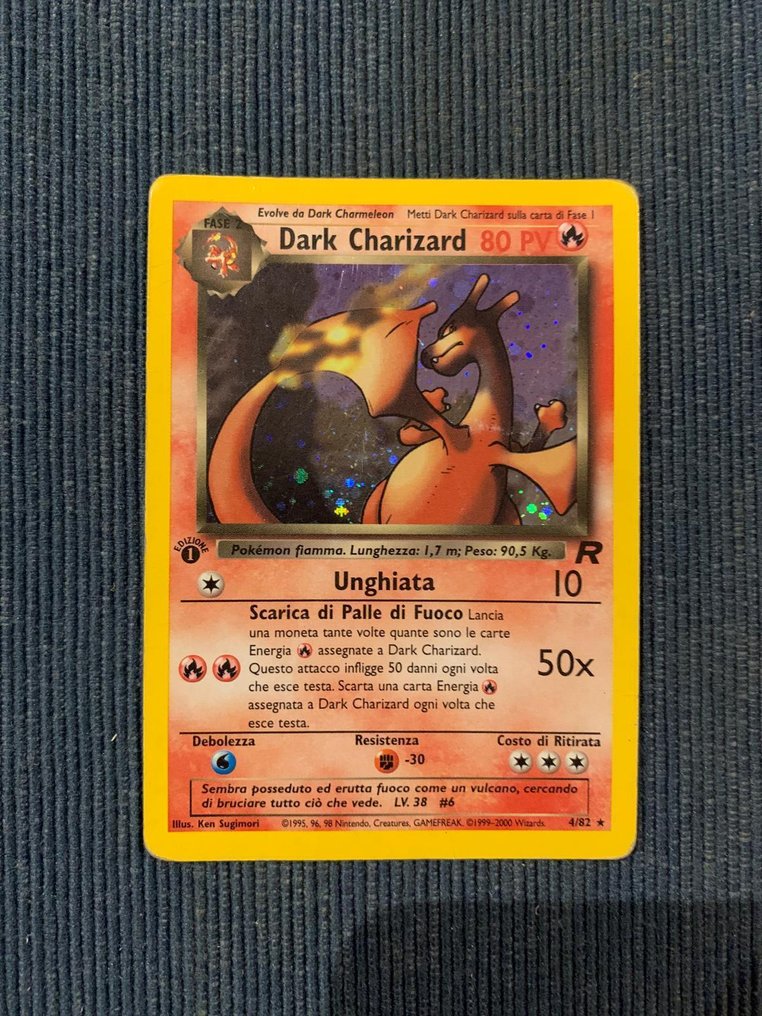 Evolve da Dark Charmeleon Metti Dark Charizard sulla carta di Fase 1
FASE 2
Dark Charizard 80 PV
EDIZIONE
1
Pokémon fiamma. Lunghezza: 1,7 m; Peso: 90,5 Kg.
R
Unghiata 10
Scarica di Palle di Fuoco Lancia
una moneta tante volte quante sono le carte
Energia assegnate a Dark Charizard.
Questo attacco infligge 50 danni ogni volta
che esce testa. Scarta una carta Energia
assegnata a Dark Charizard ogni volta che
esce testa.
50x
Debolezza Resistenza Costo di Ritirata
-30
Sembra posseduto ed erutta fuoco come un vulcano, cercando
di bruciare tutto ciò che vede. LV. 38 #6
Illus. Ken Sugimori ©1995, 96, 98 Nintendo, Creatures, GAMEFREAK. ©1999-2000 Wizards. 4/82 ★